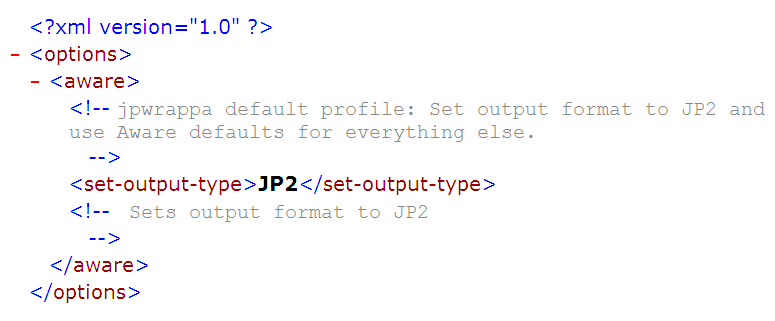 <?xml version="1.0" ?>
- <options>
- <aware>
<!-- jpwrappa default profile: Set output format to JP2 and
use Aware defaults for everything else.
-->
<set-output-type>JP2</set-output-type>
<!-- Sets output format to JP2
-->
</aware>
</options>